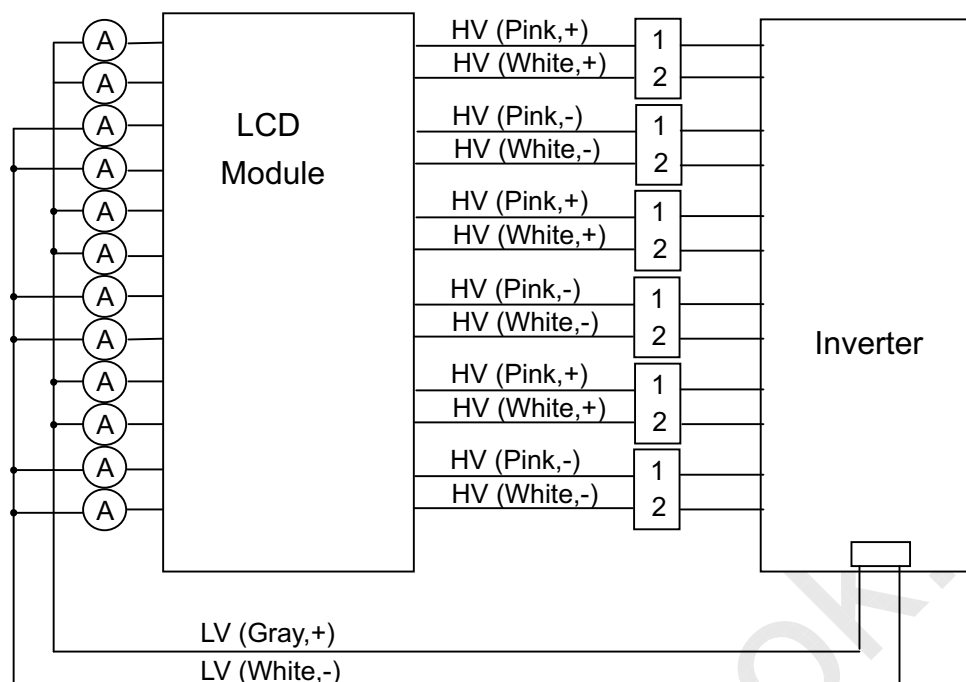 A
A
A
A
A
A
A
A
A
A
A
A
LCD
Module
HV (Pink,+)
HV (White,+)
HV (Pink,-)
HV (White,-)
HV (Pink,+)
HV (White,+)
HV (Pink,-)
HV (White,-)
HV (Pink,+)
HV (White,+)
HV (Pink,-)
HV (White,-)
1
2
1
2
1
2
1
2
1
2
1
2
Inverter
LV (Gray,+)
LV (White,-)